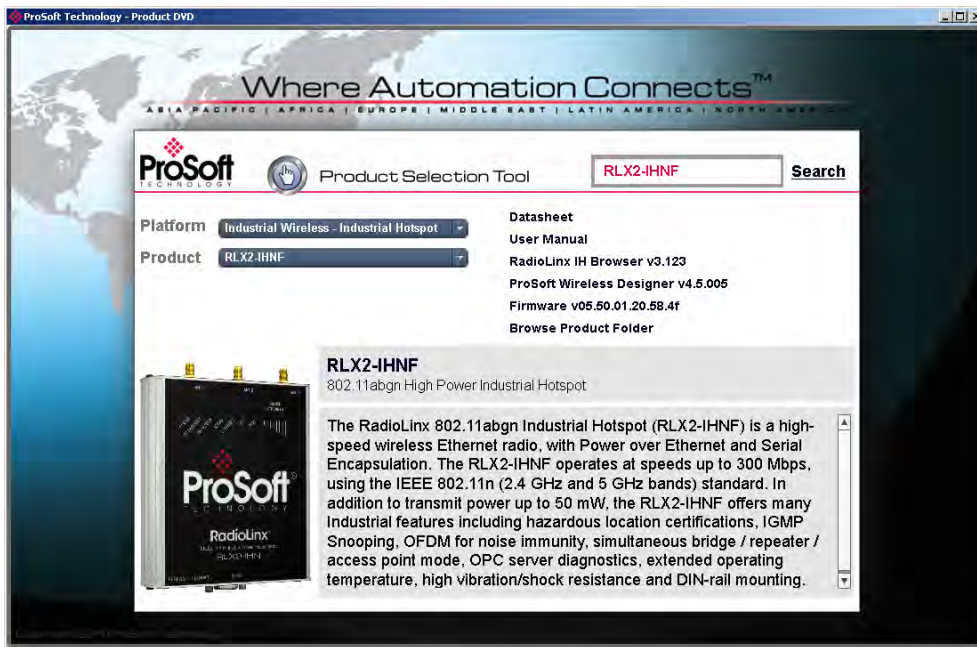 ProSoft Technology - Product DVD
Where Automation Connects™
ASIA PACIFIC | AFRICA | EUROPE | MIDDLE EAST | LATIN AMERICA | NORTH AMERICA
ProSoft
TECHNOLOGY
Product Selection Tool
RLX2-IHNF
Search
Platform
Industrial Wireless - Industrial Hotspot
Product
RLX2-IHNF
Datasheet
User Manual
RadioLinx IH Browser v3.123
ProSoft Wireless Designer v4.5.005
Firmware v05.50.01.20.58.4f
Browse Product Folder
RLX2-IHNF
802.11abgn High Power Industrial Hotspot
The RadioLinx 802.11abgn Industrial Hotspot (RLX2-IHNF) is a high-
speed wireless Ethernet radio, with Power over Ethernet and Serial
Encapsulation. The RLX2-IHNF operates at speeds up to 300 Mbps,
using the IEEE 802.11n (2.4 GHz and 5 GHz bands) standard. In
addition to transmit power up to 50 mW, the RLX2-IHNF offers many
Industrial features including hazardous location certifications, IGMP
Snooping, OFDM for noise immunity, simultaneous bridge / repeater /
access point mode, OPC server diagnostics, extended operating
temperature, high vibration/shock resistance and DIN-rail mounting.
ProSoft
TECHNOLOGY
RadioLinx